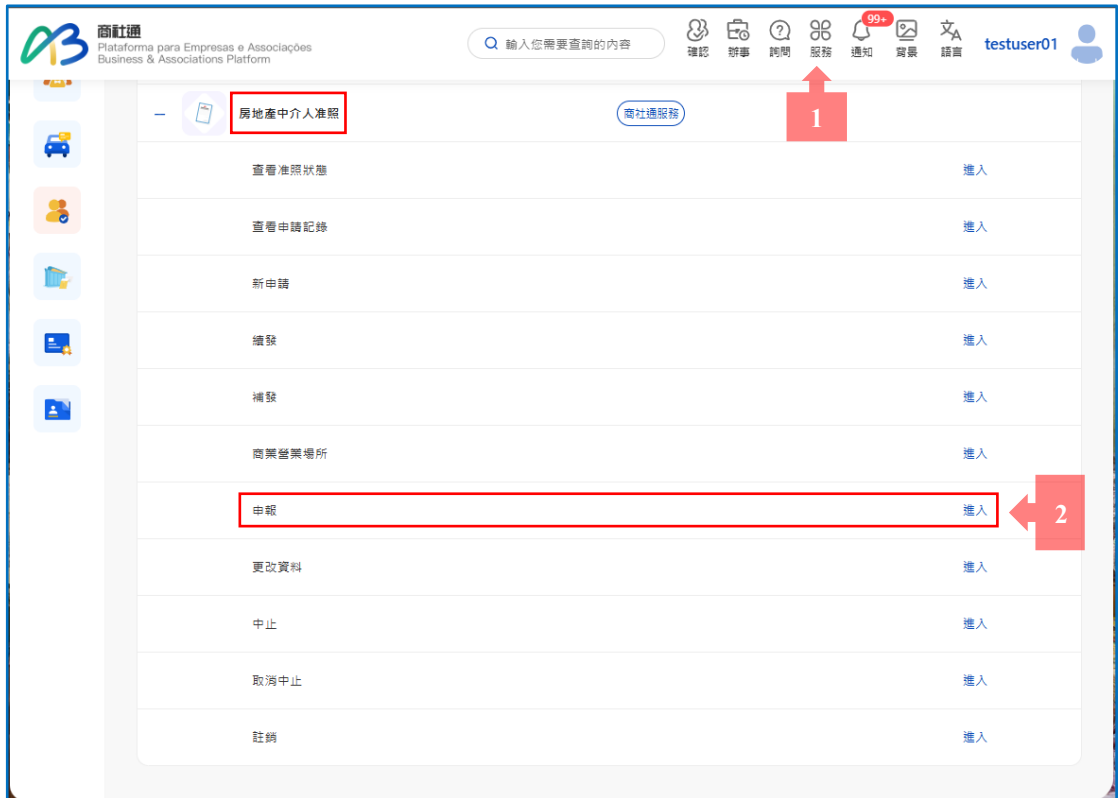 商社通
Plataforma para Empresas e Associações
Business & Associations Platform
輸入您需要查詢的內容
確認
辦事
詢問
服務
99+
通知
背景
語言
testuser01
1
房地產中介人准照
商社通服務
查看准照狀態 進入
查看申請記錄 進入
新申請 進入
續發 進入
補發 進入
商業營業場所 進入
申報 進入
2
更改資料 進入
中止 進入
取消中止 進入
註銷 進入